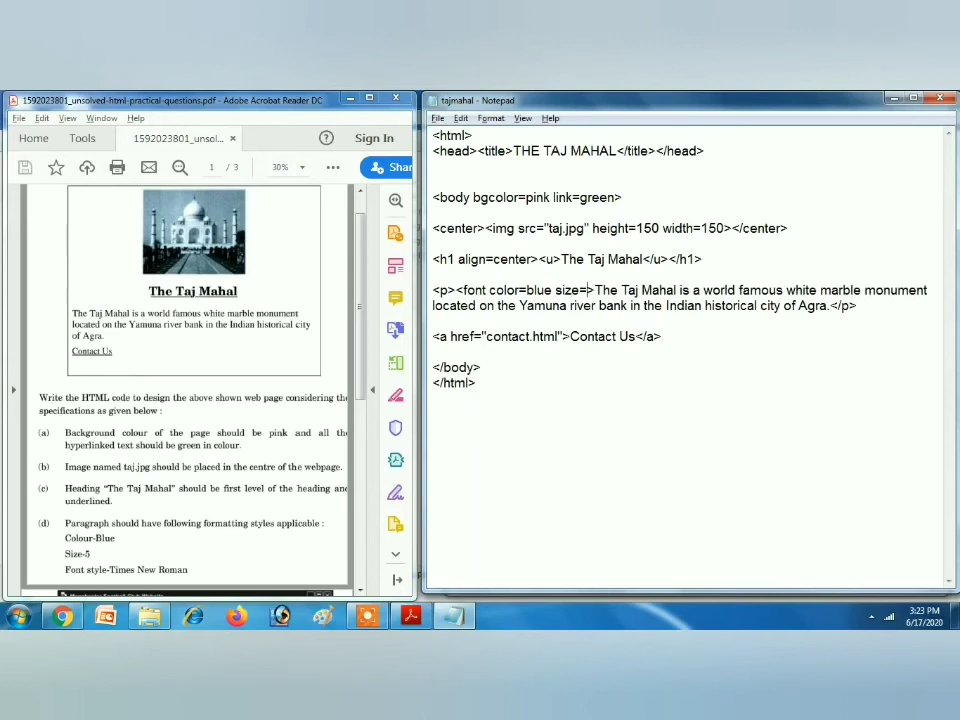 1592023801_unsolved-html-practical-questions.pdf - Adobe Acrobat Reader DC
File Edit View Window Help
Home Tools 1592023801_unsol... × Sign In
1 / 3 30% Shar
The Taj Mahal
The Taj Mahal is a world famous white marble monument
located on the Yamuna river bank in the Indian historical city
of Agra.
Contact Us
Write the HTML code to design the above shown web page considering the
specifications as given below :
(a) Background colour of the page should be pink and all the
hyperlinked text should be green in colour.
(b) Image named taj.jpg should be placed in the centre of the webpage.
(c) Heading "The Taj Mahal" should be first level of the heading and
underlined.
(d) Paragraph should have following formatting styles applicable :
Colour-Blue
Size-5
Font style-Times New Roman
tajmahal - Notepad
File Edit Format View Help
<html>
<head><title>THE TAJ MAHAL</title></head>
<body bgcolor=pink link=green>
<center><img src="taj.jpg" height=150 width=150></center>
<h1 align=center><u>The Taj Mahal</u></h1>
<p><font color=blue size=>The Taj Mahal is a world famous white marble monument
located on the Yamuna river bank in the Indian historical city of Agra.</p>
<a href="contact.html">Contact Us</a>
</body>
</html>
3:23 PM
6/17/2020